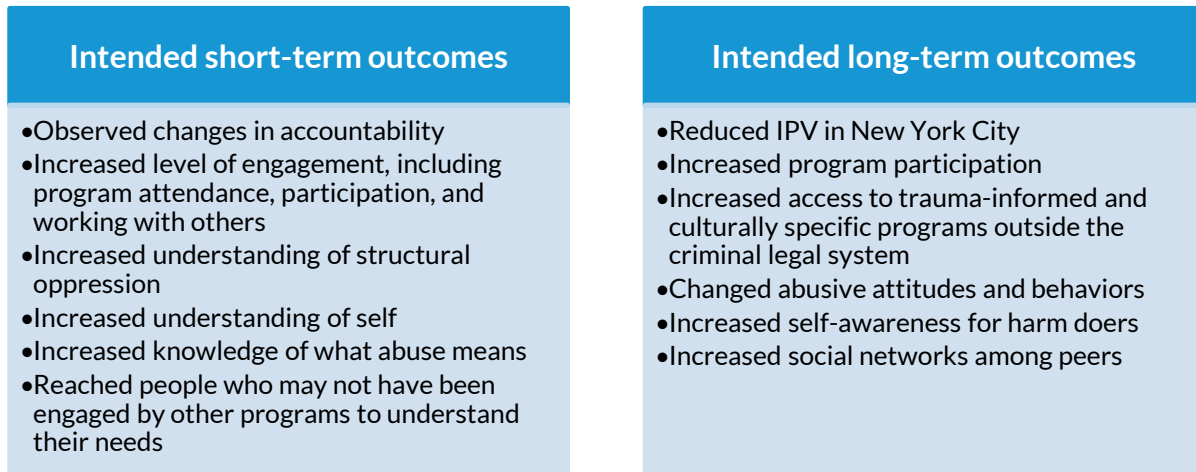 Intended short-term outcomes
•Observed changes in accountability
•Increased level of engagement, including
program attendance, participation, and
working with others
•Increased understanding of structural
oppression
•Increased understanding of self
•Increased knowledge of what abuse means
•Reached people who may not have been
engaged by other programs to understand
their needs
Intended long-term outcomes
•Reduced IPV in New York City
•Increased program participation
•Increased access to trauma-informed and
culturally specific programs outside the
criminal legal system
•Changed abusive attitudes and behaviors
•Increased self-awareness for harm doers
•Increased social networks among peers